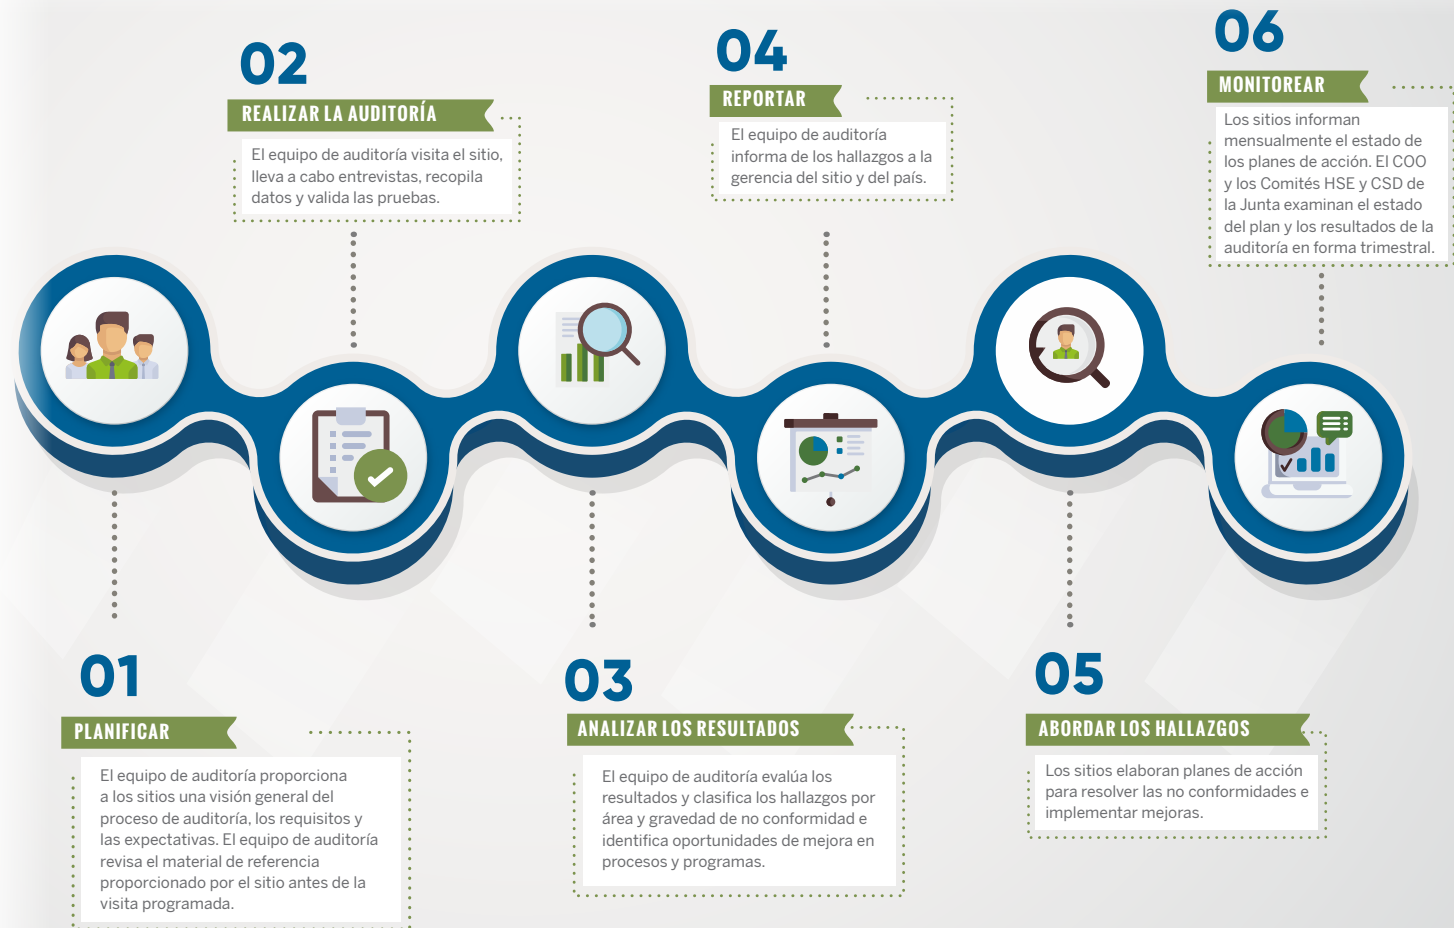 01
PLANIFICAR
El equipo de auditoría proporciona
a los sitios una visión general del
proceso de auditoría, los requisitos y
las expectativas. El equipo de auditoría
revisa el material de referencia
proporcionado por el sitio antes de la
visita programada.
02
REALIZAR LA AUDITORÍA
El equipo de auditoría visita el sitio,
lleva a cabo entrevistas, recopila
datos y valida las pruebas.
03
ANALIZAR LOS RESULTADOS
El equipo de auditoría evalúa los
resultados y clasifica los hallazgos por
área y gravedad de no conformidad e
identifica oportunidades de mejora en
procesos y programas.
04
REPORTAR
El equipo de auditoría
informa de los hallazgos a la
gerencia del sitio y del país.
05
ABORDAR LOS HALLAZGOS
Los sitios elaboran planes de acción
para resolver las no conformidades e
implementar mejoras.
06
MONITOREAR
Los sitios informan
mensualmente el estado de
los planes de acción. El COO
y los Comités HSE y CSD de
la Junta examinan el estado
del plan y los resultados de la
auditoría en forma trimestral.